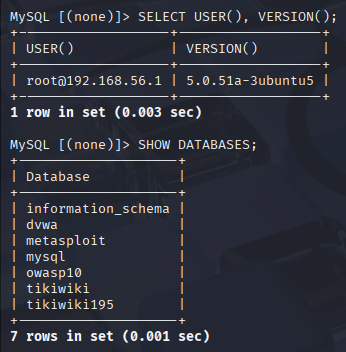 MySQL [(none)]> SELECT USER(), VERSION();
+-------------------+------------------+
| USER()            | VERSION()        |
+-------------------+------------------+
| root@192.168.56.1 | 5.0.51a-3ubuntu5 |
+-------------------+------------------+
1 row in set (0.003 sec)
MySQL [(none)]> SHOW DATABASES;
+--------------------+
| Database           |
+--------------------+
| information_schema |
| dvwa               |
| metasploit         |
| mysql              |
| owasp10            |
| tikiwiki           |
| tikiwiki195        |
+--------------------+
7 rows in set (0.001 sec)